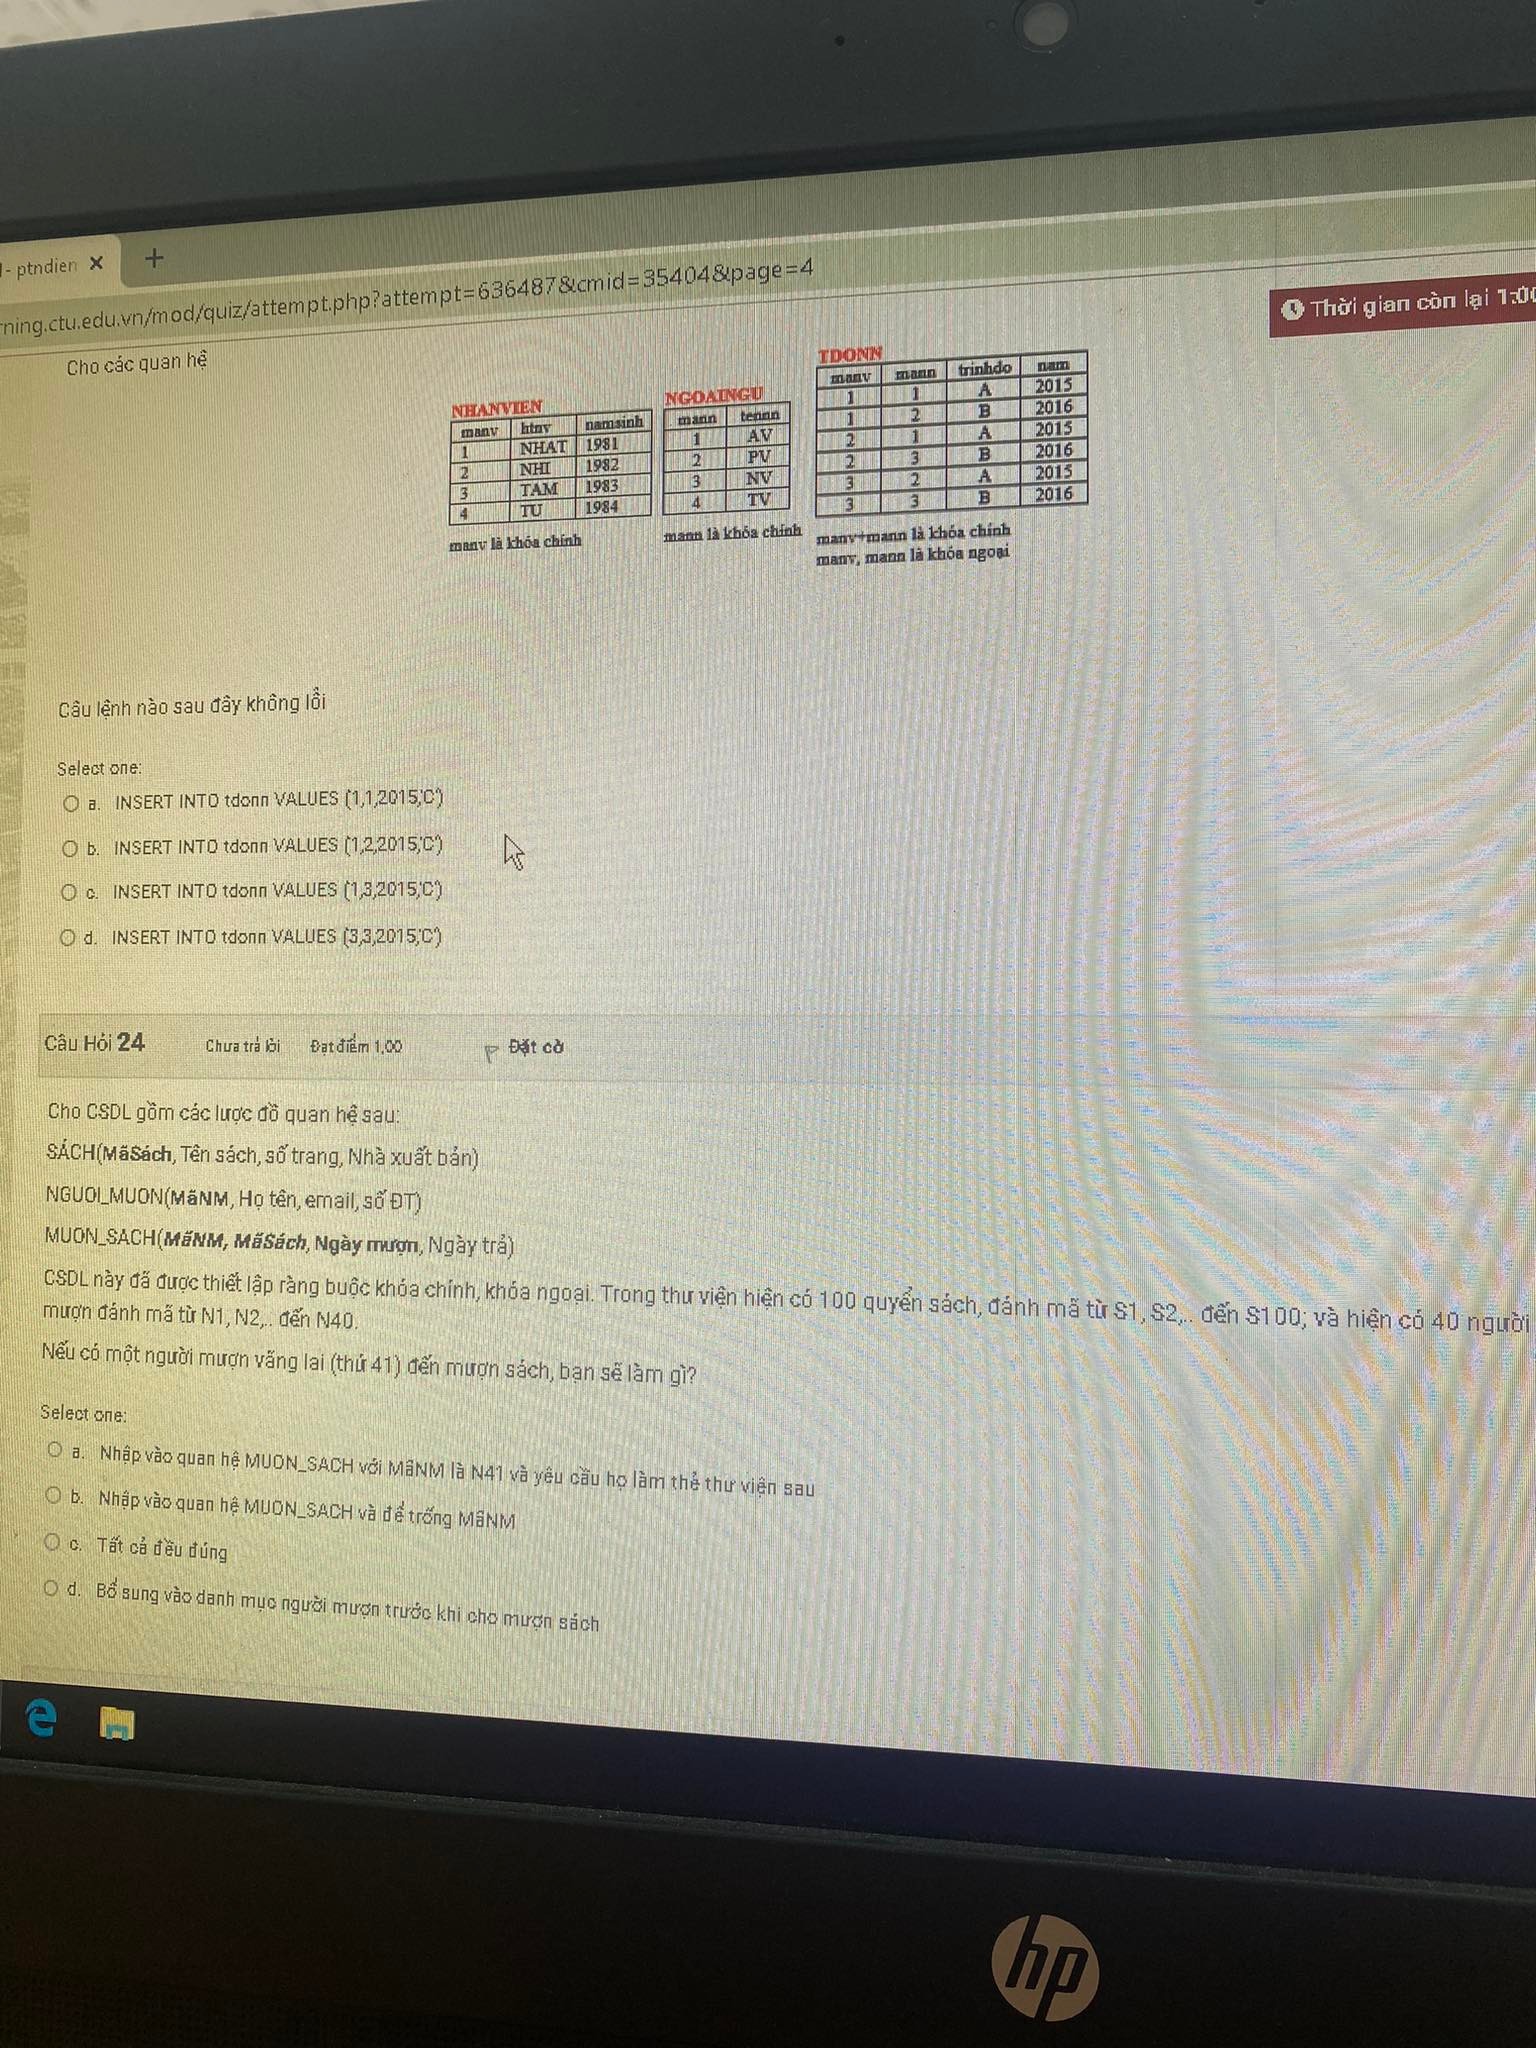 - ptndien × +
rning.ctu.edu.vn/mod/quiz/attempt.php?attempt=636487&cmid=35404&page=4
Thời gian còn lại 1:00
Cho các quan hệ
NHANVIEN
manv htnv namsinh
1 NHAT 1981
2 NHI 1982
3 TAM 1983
4 TU 1984
manv là khóa chính
NGOAINGU
mann tennn
1 AV
2 PV
3 NV
4 TV
mann là khóa chính
TDONN
manv mann trinhdo nam
1 1 A 2015
1 2 B 2016
2 1 A 2015
2 3 B 2016
3 2 A 2015
3 3 B 2016
manv+mann là khóa chính
manv, mann là khóa ngoại
Câu lệnh nào sau đây không lồi
Select one:
a. INSERT INTO tdonn VALUES (1,1,2015,'C')
b. INSERT INTO tdonn VALUES (1,2,2015,'C')
c. INSERT INTO tdonn VALUES (1,3,2015,'C')
d. INSERT INTO tdonn VALUES (3,3,2015,'C')
Câu Hỏi 24 Chưa trả lời Đạt điểm 1,00 Đặt cờ
Cho CSDL gồm các lược đồ quan hệ sau:
SÁCH(MãSách, Tên sách, số trang, Nhà xuất bản)
NGUOI_MUON(MãNM, Họ tên, email, số ĐT)
MUON_SACH(MãNM, MãSách, Ngày mượn, Ngày trả)
CSDL này đã được thiết lập ràng buộc khóa chính, khóa ngoại. Trong thư viện hiện có 100 quyển sách, đánh mã từ S1, S2,.. đến S100; và hiện có 40 người
mượn đánh mã từ N1, N2,.. đến N40.
Nếu có một người mượn vãng lai (thứ 41) đến mượn sách, bạn sẽ làm gì?
Select one:
a. Nhập vào quan hệ MUON_SACH với MãNM là N41 và yêu cầu họ làm thẻ thư viện sau
b. Nhập vào quan hệ MUON_SACH và để trống MãNM
c. Tất cả đều đúng
d. Bổ sung vào danh mục người mượn trước khi cho mượn sách
hp